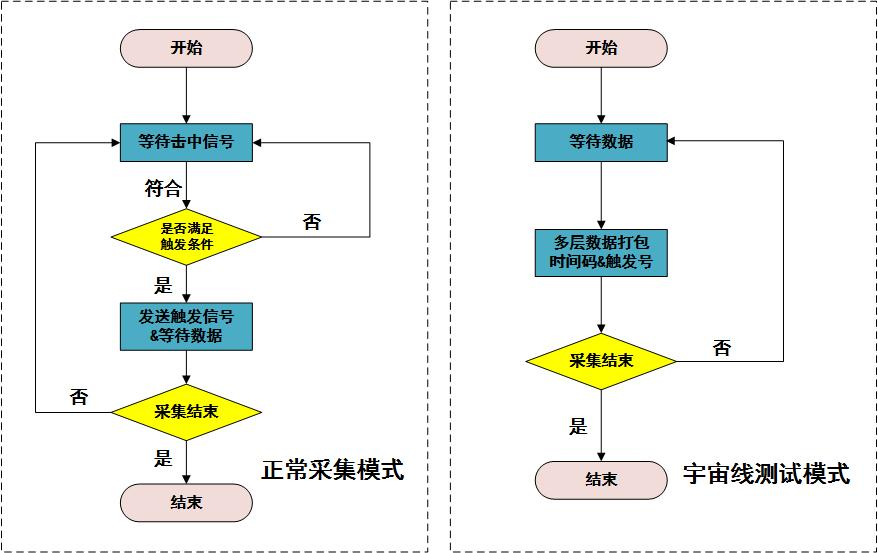 开始
等待击中信号
符合
是否满足
触发条件
否
是
发送触发信号
&等待数据
否
采集结束
是
正常采集模式
结束
开始
等待数据
多层数据打包
时间码&触发号
采集结束
否
是
宇宙线测试模式
结束